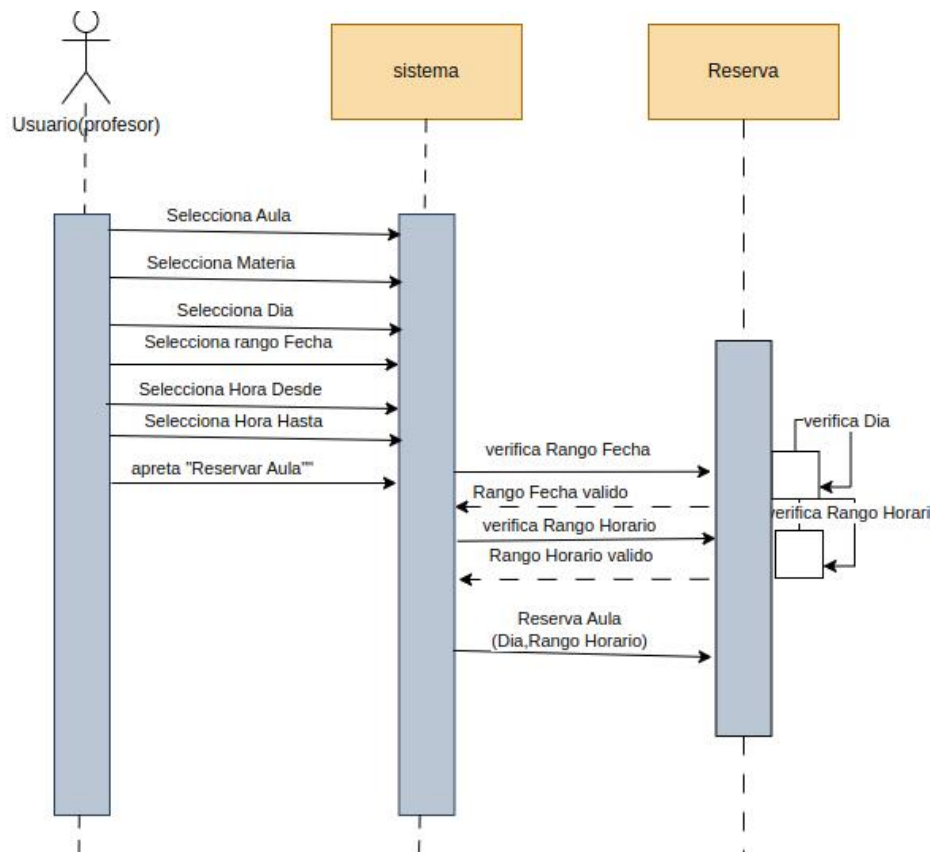 sistema
Reserva
Usuario(profesor)
Selecciona Aula
Selecciona Materia
Selecciona Dia
Selecciona rango Fecha
Selecciona Hora Desde
Selecciona Hora Hasta
apreta "Reservar Aula""
verifica Rango Fecha
verifica Dia
Rango Fecha valido
verifica Rango Horari
verifica Rango Horario
Rango Horario valido
Reserva Aula
(Dia,Rango Horario)